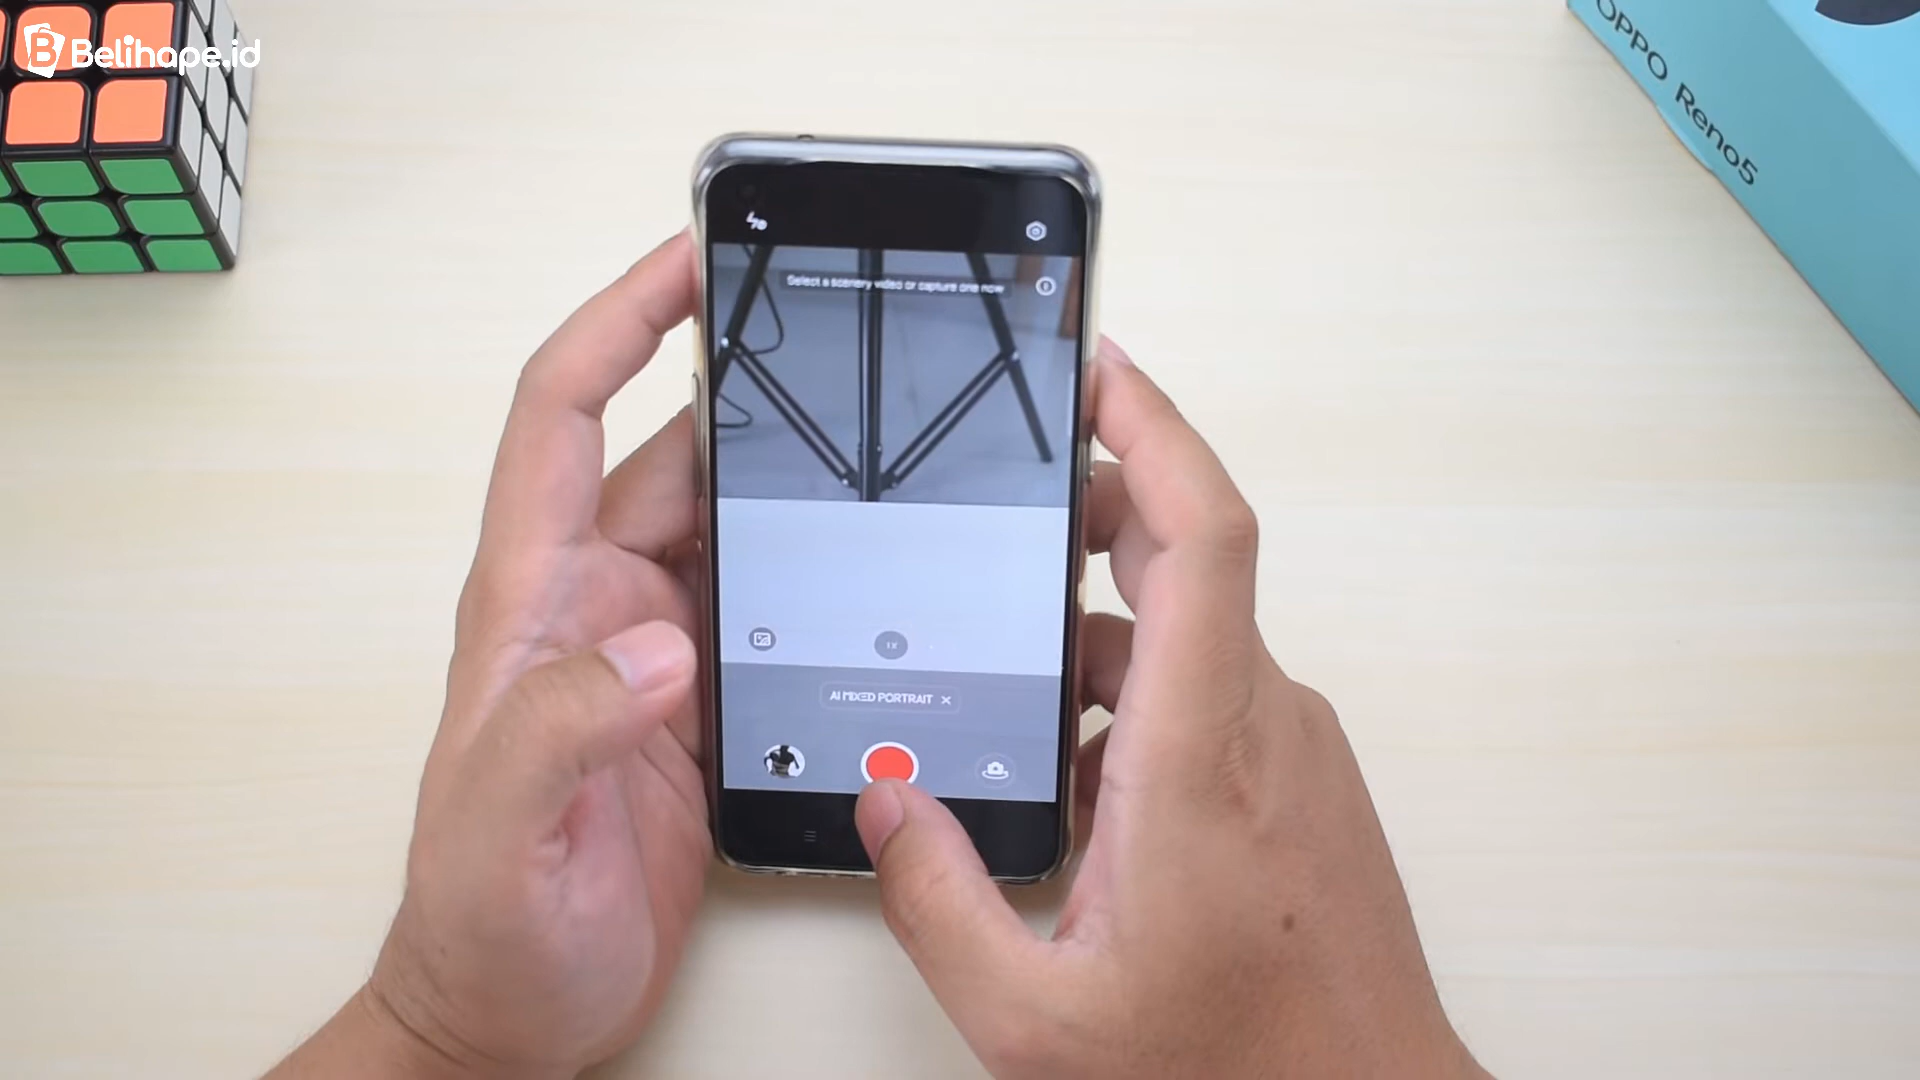 Belihape.id
OPPO Reno5
Select a scenery video or capture one now
1X
AI MIXED PORTRAIT